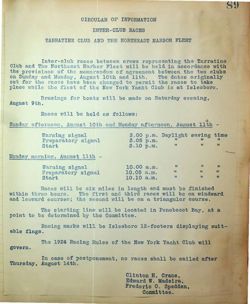 89
CIRCULAR OF INFORMATION
INTER-CLUB RACES
TARRATINE CLUB AND THE NORTHEAST HARBOR FLEET
Inter-club races between crews representing the Tarratine
Club and The Northeast Harbor Fleet will be held in accordance with
the provisions of the memorandum of agreement between the two clubs
on Sunday and Monday, August 10th and 11th. The dates originally
set for the races have been changed to permit the races to take
place while the fleet of the New York Yacht Club is at Islesboro.
Drawings for boats will be made on Saturday evening,
August 9th.
Races will be held as follows:
Sunday afternoon, August 10th and Sunday afternoon, August 11th -
Warning signal 3.00 p.m. Daylight saving time
Preparatory signal 3.05 p.m. " " "
Start 3.10 p.m. " " "
Sunday morning, August 11th -
Warning signal 10.00 a.m. " " "
Preparatory signal 10.05 a.m. " " "
Start 10.10 a.m. " " "
Races will be six miles in length and must be finished
within three hours. The first and third races will be on windward
and leeward courses; the second will be on a triangular course.
The starting time will be located in Penobscot Bay, at a
point to be determined by the Committee.
Racing marks will be Islesboro 12-footers displaying suit-
able flags.
The 1924 Racing Rules of the New York Yacht Club will
govern.
In case of postponement, no races shall be sailed after
Thursday, August 14th.
Clinton H. Crane,
Edward W. Madeira,
Frederic O. Spedden,
Committee.